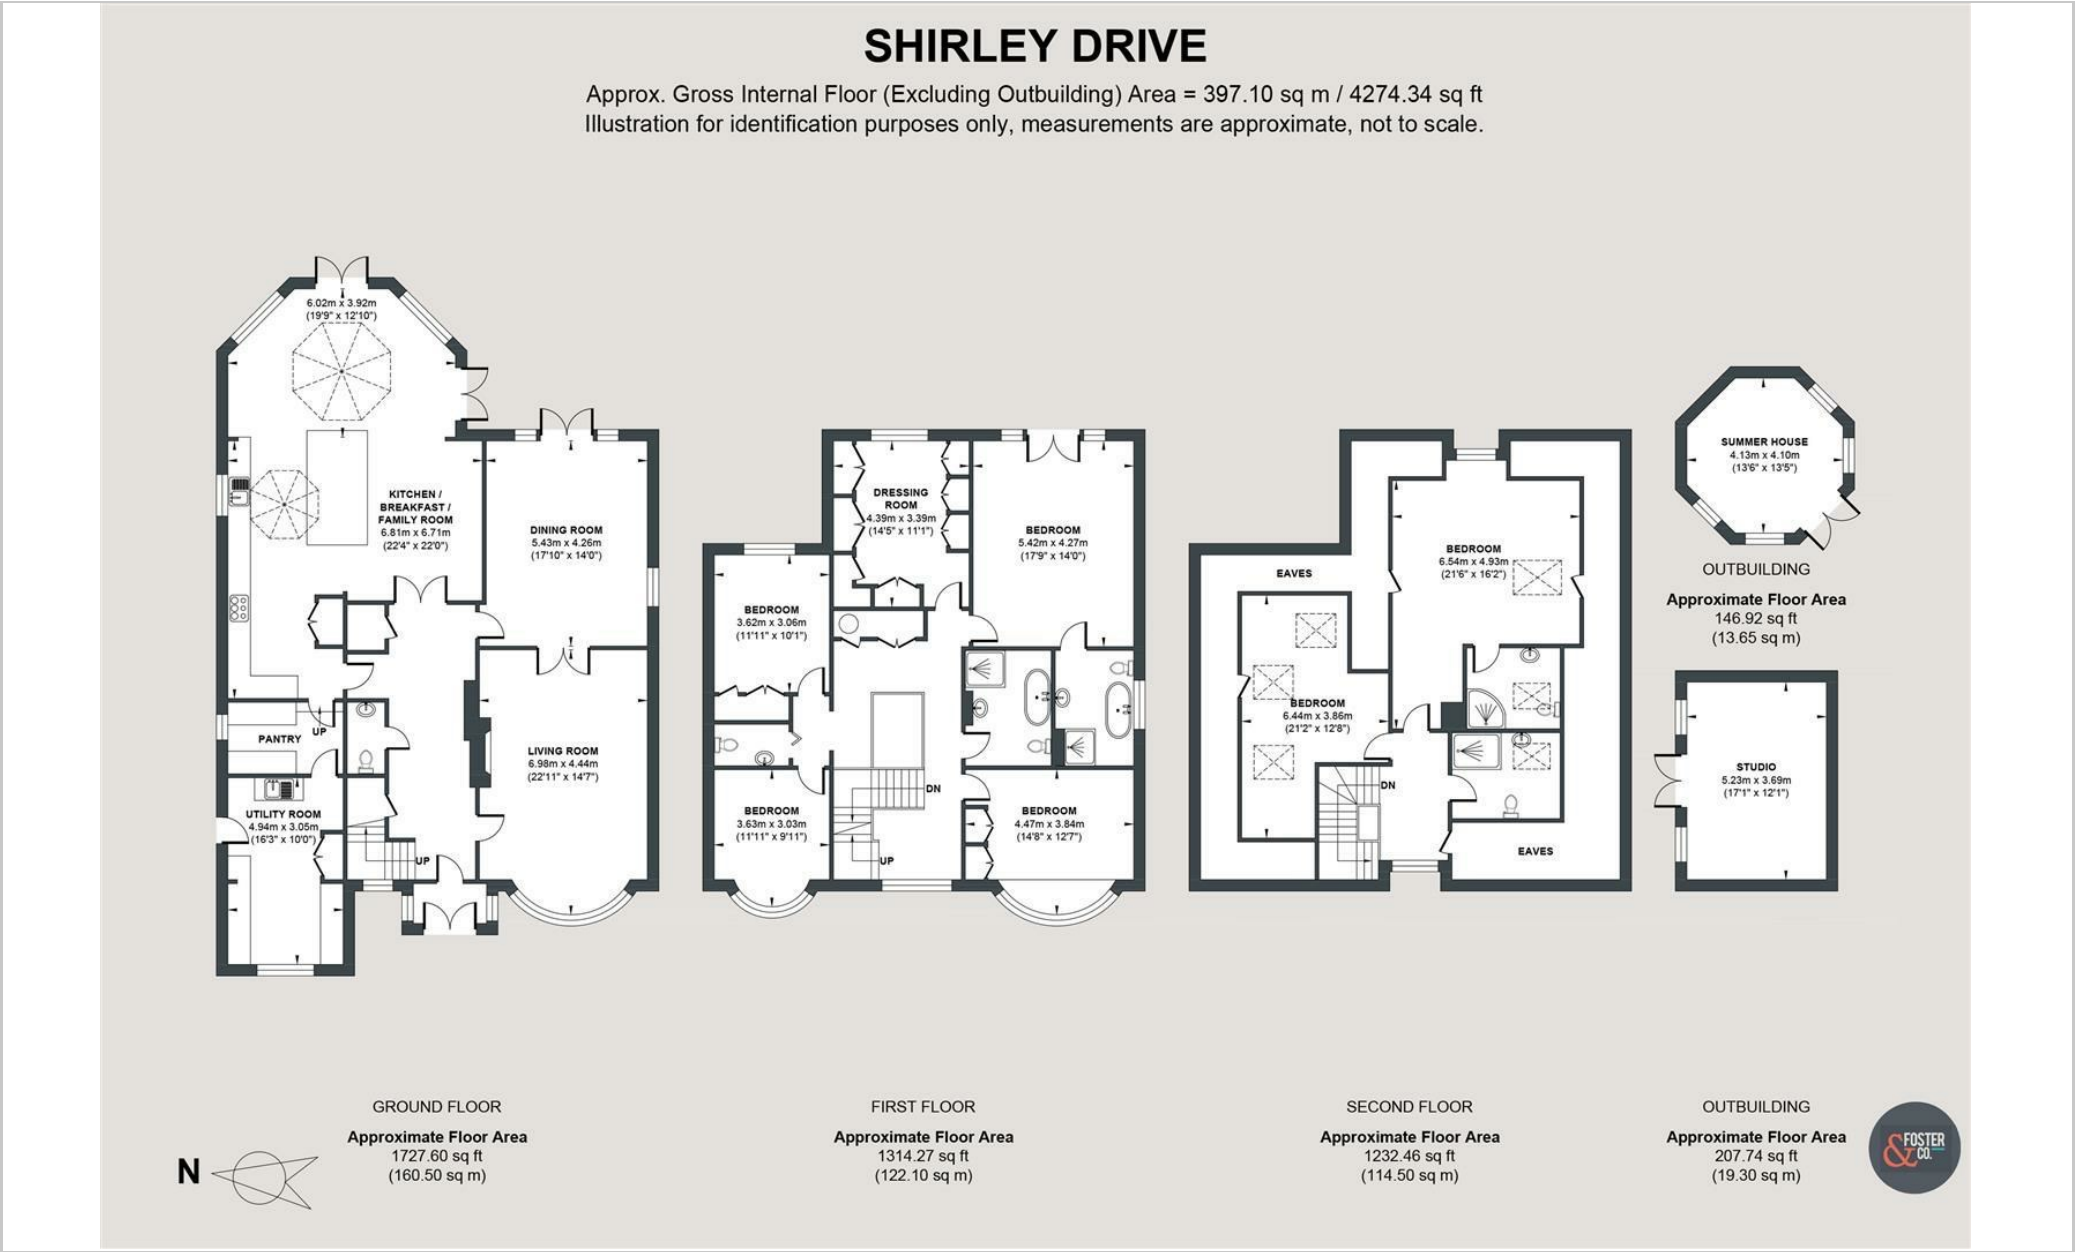 SHIRLEY DRIVE
Approx. Gross Internal Floor (Excluding Outbuilding) Area = 397.10 sq m / 4274.34 sq ft
Illustration for identification purposes only, measurements are approximate, not to scale.
6.02m x 3.92m
(19'9" x 12'10")
KITCHEN /
BREAKFAST /
FAMILY ROOM
6.81m x 6.71m
(22'4" x 22'0")
DINING ROOM
5.43m x 4.26m
(17'10" x 14'0")
PANTRY
UP
LIVING ROOM
6.98m x 4.44m
(22'11" x 14'7")
UTILITY ROOM
4.94m x 3.05m
(16'3" x 10'0")
UP
DRESSING
ROOM
4.39m x 3.39m
(14'5" x 11'1")
BEDROOM
5.42m x 4.27m
(17'9" x 14'0")
BEDROOM
3.62m x 3.06m
(11'11" x 10'1")
BEDROOM
3.63m x 3.03m
(11'11" x 9'11")
DN
UP
BEDROOM
4.47m x 3.84m
(14'8" x 12'7")
BEDROOM
6.54m x 4.93m
(21'6" x 16'2")
EAVES
BEDROOM
6.44m x 3.86m
(21'2" x 12'8")
DN
EAVES
SUMMER HOUSE
4.13m x 4.10m
(13'6" x 13'5")
OUTBUILDING
Approximate Floor Area
146.92 sq ft
(13.65 sq m)
STUDIO
5.23m x 3.69m
(17'1" x 12'1")
GROUND FLOOR
Approximate Floor Area
1727.60 sq ft
(160.50 sq m)
FIRST FLOOR
Approximate Floor Area
1314.27 sq ft
(122.10 sq m)
SECOND FLOOR
Approximate Floor Area
1232.46 sq ft
(114.50 sq m)
OUTBUILDING
Approximate Floor Area
207.74 sq ft
(19.30 sq m)
N
&FOSTER
CO.